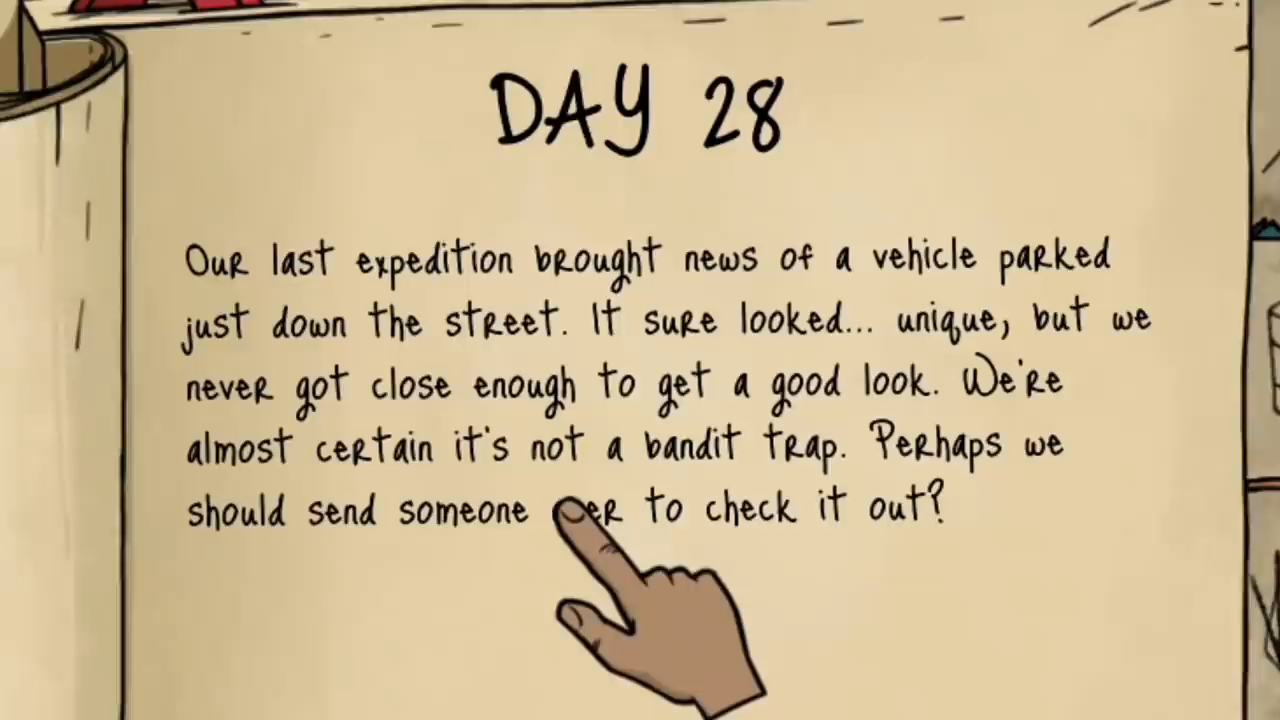 DAY 28
Our last expedition brought news of a vehicle parked
just down the street. It sure looked... unique, but we
never got close enough to get a good look. We're
almost certain it's not a bandit trap. Perhaps we
should send someone to check it out?